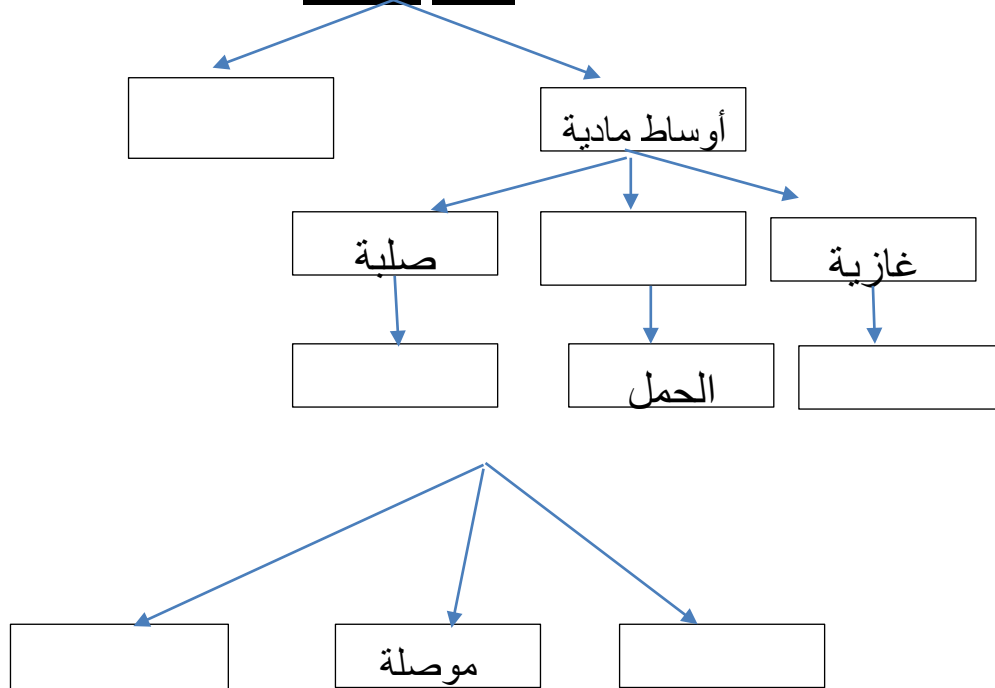 أوساط مادية
غازية
صلبة
الحمل
موصلة